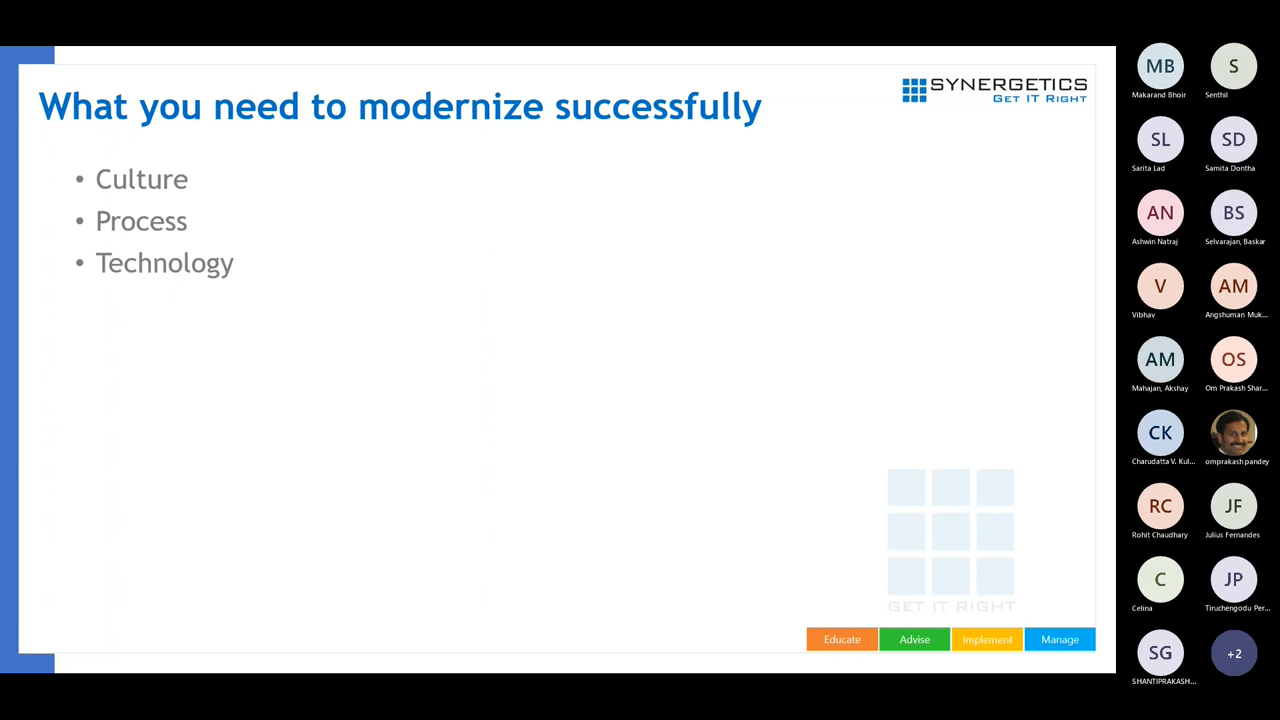 What you need to modernize successfully
SYNERGETICS
GET IT RIGHT
• Culture
• Process
• Technology
GET IT RIGHT
Educate
Advise
Implement
Manage
MB
S
Makarand Bhoir
Senthil
SL
SD
Sarita Lad
Samita Dontha
AN
BS
Ashwin Natraj
Selvarajan, Baskar
V
AM
Vibhav
Angshuman Muk...
AM
OS
Mahajan, Akshay
Om Prakash Shar...
CK
Charudatta V. Kul...
omprakash pandey
RC
JF
Rohit Chaudhary
Julius Fernandes
C
JP
Celina
Tiruchengodu Per...
SG
+2
SHANTIPRAKASH...